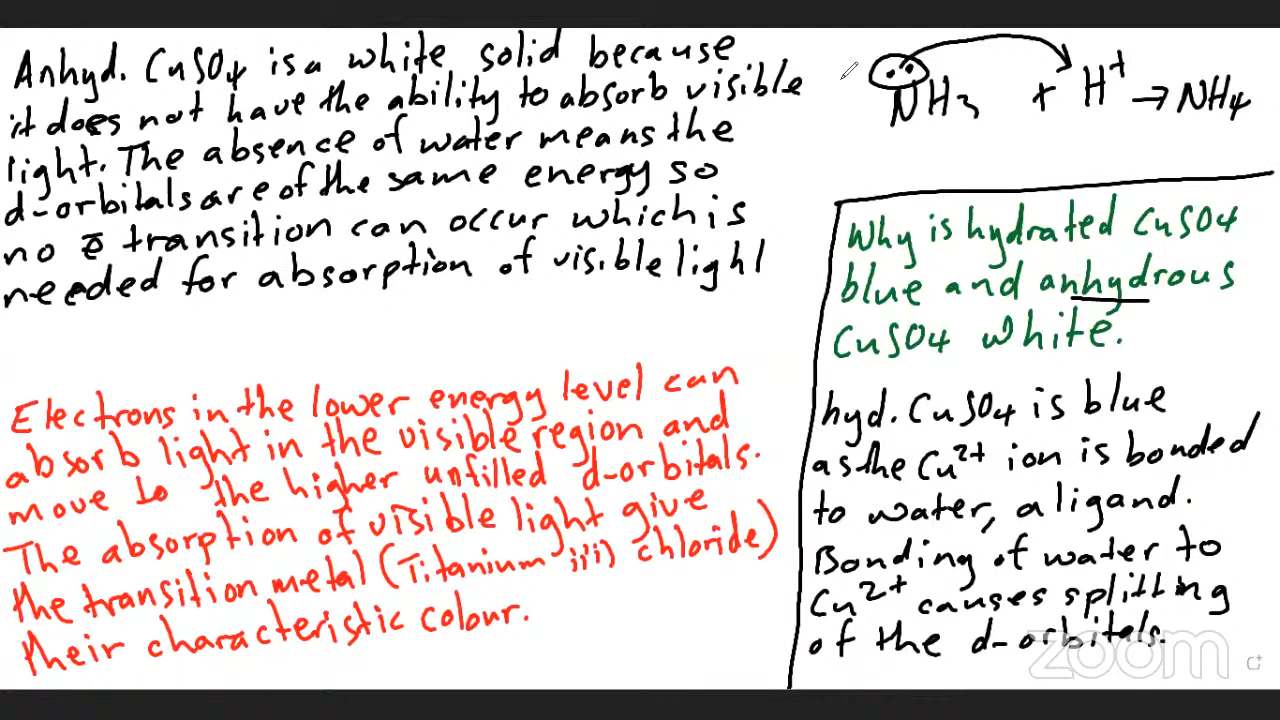 Anhyd. CuSO4 is a white solid because
it does not have the ability to absorb visible
light. The absence of water means the
d-orbitals are of the same energy so
no e transition can occur which is
needed for absorption of visible light
Electrons in the lower energy level can
absorb light in the visible region and
move to the higher unfilled d-orbitals.
The absorption of visible light give
the transition metal (Titanium iii) chloride)
their characteristic colour.
NH3 + H+ → NH4
Why is hydrated CuSO4
blue and anhydrous
CuSO4 white.
hyd. CuSO4 is blue
as the Cu2+ ion is bonded
to water, a ligand.
Bonding of water to
Cu2+ causes splitting
of the d-orbitals.
zoom